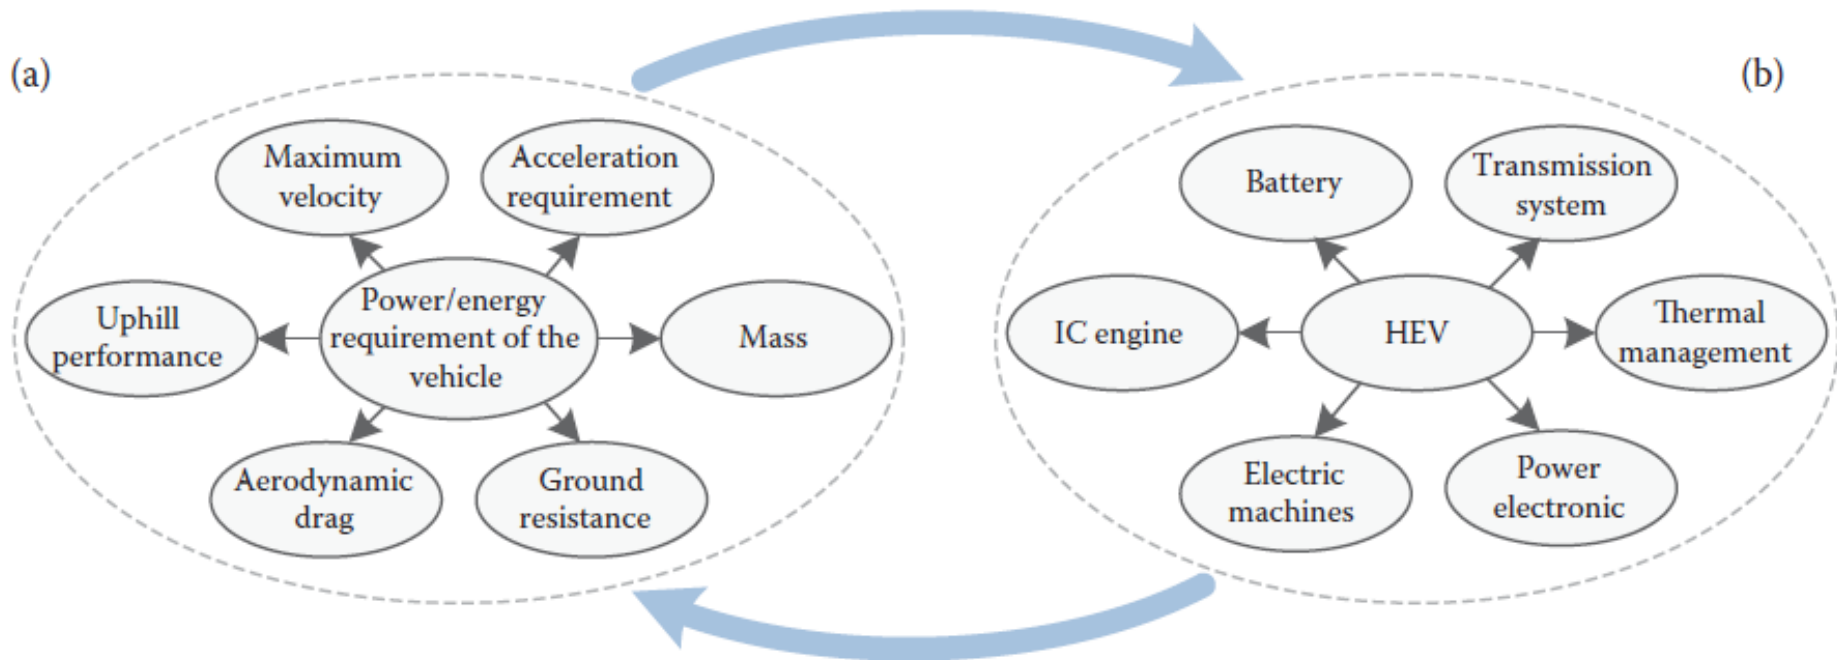 (a)
Maximum
velocity
Acceleration
requirement
Uphill
performance
Power/energy
requirement of the
vehicle
Mass
Aerodynamic
drag
Ground
resistance
(b)
Battery
Transmission
system
IC engine
HEV
Thermal
management
Electric
machines
Power
electronic